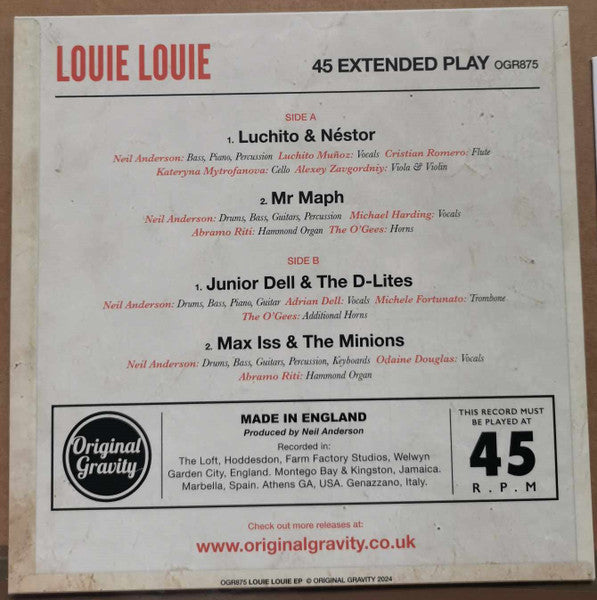 LOUIE LOUIE
45 EXTENDED PLAY OGR875
SIDE A
1. Luchito & Néstor
Neil Anderson: Bass, Piano, Percussion Luchito Muñoz: Vocals Cristian Romero: Flute
Kateryna Mytrofanova: Cello Alexey Zavgordniy: Viola & Violin
2. Mr Maph
Neil Anderson: Drums, Bass, Guitars, Percussion Michael Harding: Vocals
Abramo Riti: Hammond Organ The O'Gees: Horns
SIDE B
1. Junior Dell & The D-Lites
Neil Anderson: Drums, Bass, Piano, Guitar Adrian Dell: Vocals Michele Fortunato: Trombone
The O'Gees: Additional Horns
2. Max Iss & The Minions
Neil Anderson: Drums, Bass, Guitars, Percussion, Keyboards Odaine Douglas: Vocals
Abramo Riti: Hammond Organ
Original
Gravity
MADE IN ENGLAND
Produced by Neil Anderson
Recorded in:
The Loft, Hoddesdon, Farm Factory Studios, Welwyn
Garden City, England. Montego Bay & Kingston, Jamaica.
Marbella, Spain. Athens GA, USA. Genazzano, Italy.
THIS RECORD MUST
BE PLAYED AT
45
R.P.M
Check out more releases at:
www.originalgravity.co.uk
OGR875 LOUIE LOUIE EP © ORIGINAL GRAVITY 2024